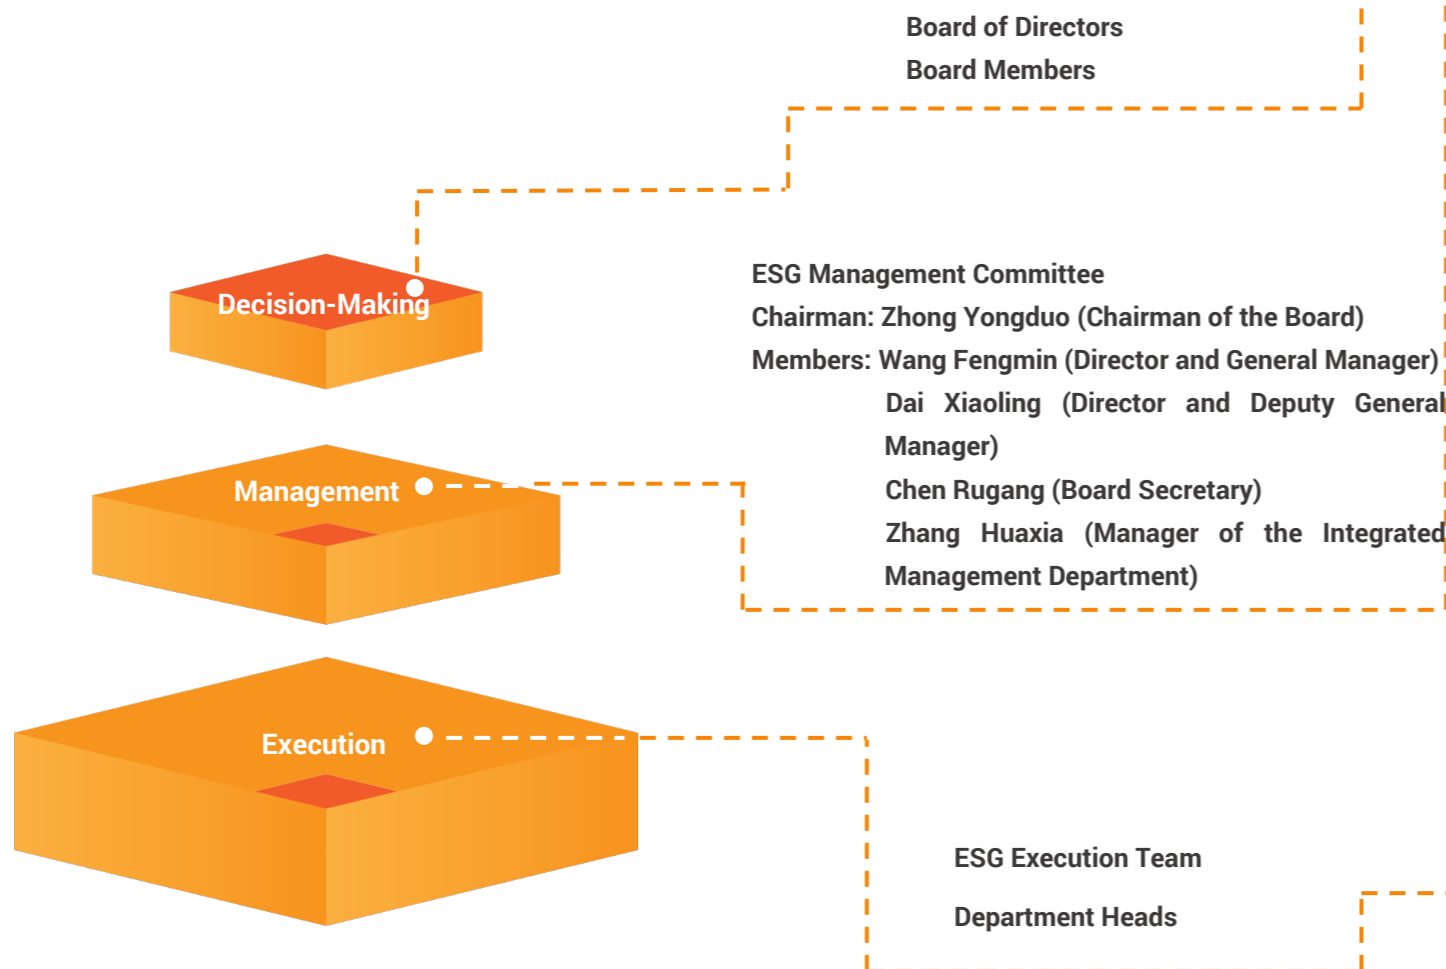 Board of Directors
Board Members
Decision-Making
ESG Management Committee
Chairman: Zhong Yongduo (Chairman of the Board)
Members: Wang Fengmin (Director and General Manager)
Dai Xiaoling (Director and Deputy General
Manager)
Management
Chen Rugang (Board Secretary)
Zhang Huaxia (Manager of the Integrated
Management Department)
Execution
ESG Execution Team
Department Heads